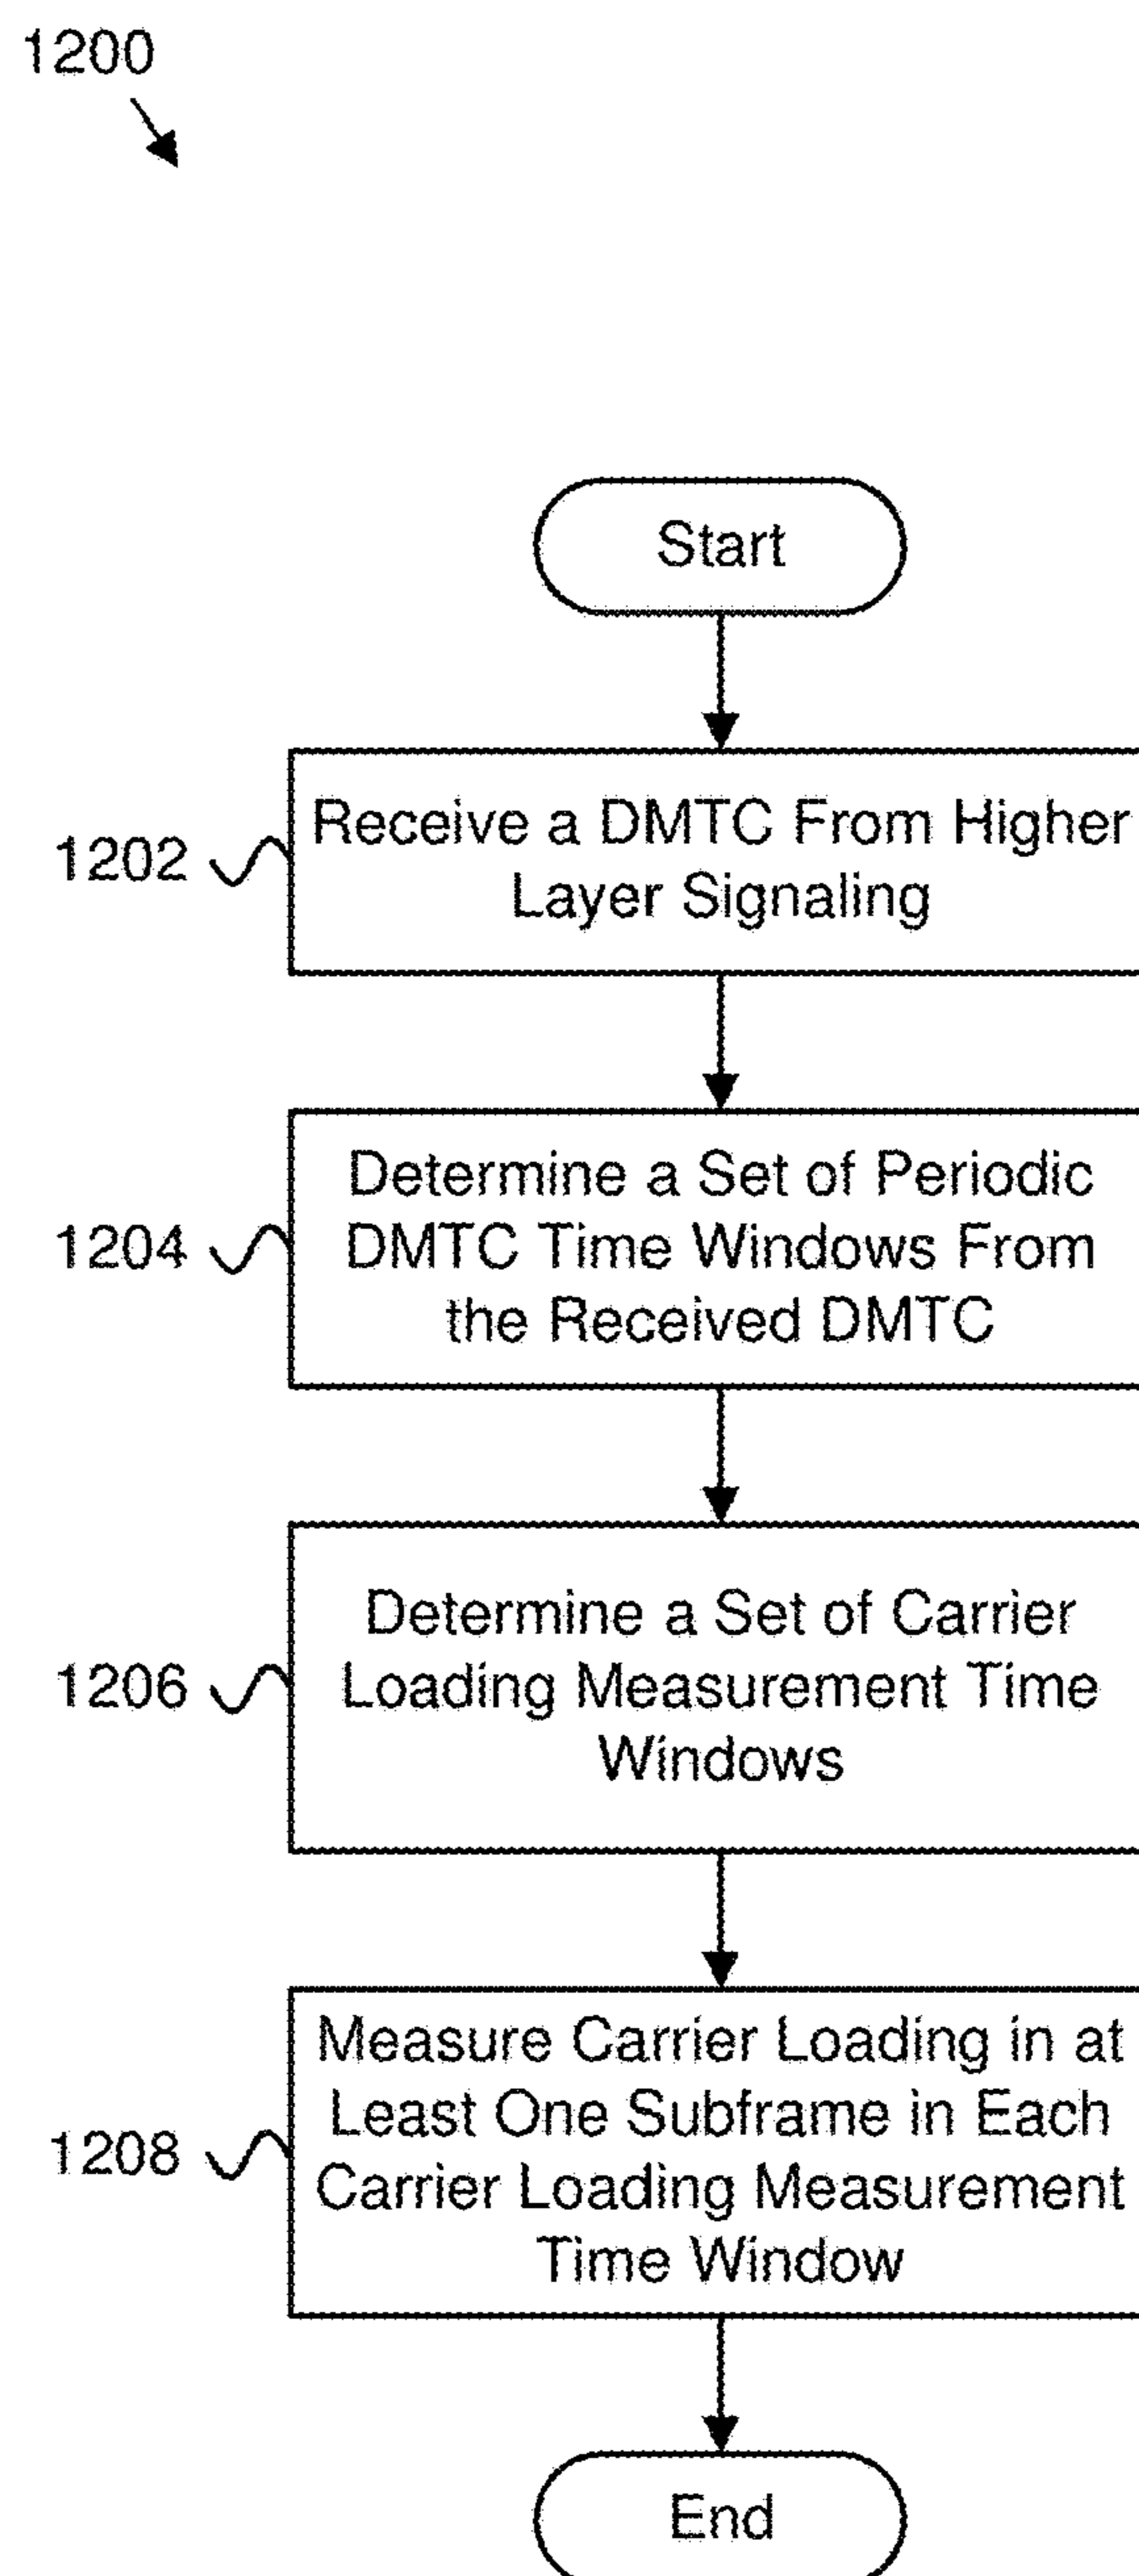 1200
Start
1202
Receive a DMTC From Higher
Layer Signaling
1204
Determine a Set of Periodic
DMTC Time Windows From
the Received DMTC
1206
Determine a Set of Carrier
Loading Measurement Time
Windows
1208
Measure Carrier Loading in at
Least One Subframe in Each
Carrier Loading Measurement
Time Window
End